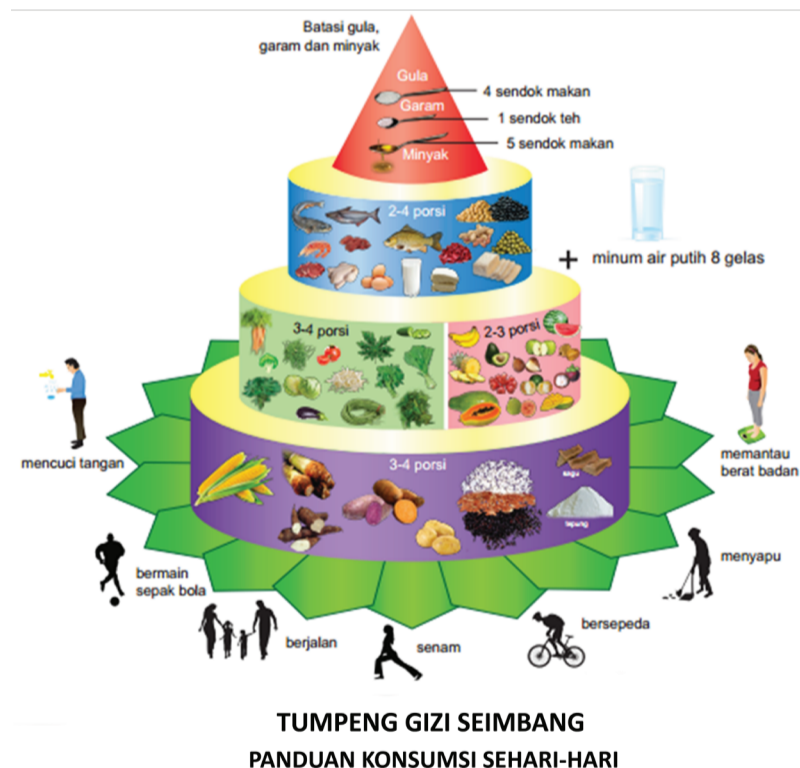 Batasi gula,
garam dan minyak
Gula
4 sendok makan
Garam
1 sendok teh
5 sendok makan
Minyak
2-4 porsi
+ minum air putih 8 gelas
3-4 porsi
2-3 porsi
mencuci tangan
memantau
berat badan
3-4 porsi
sagu
tepung
bermain
sepak bola
menyapu
berjalan
senam
bersepeda
TUMPENG GIZI SEIMBANG
PANDUAN KONSUMSI SEHARI-HARI